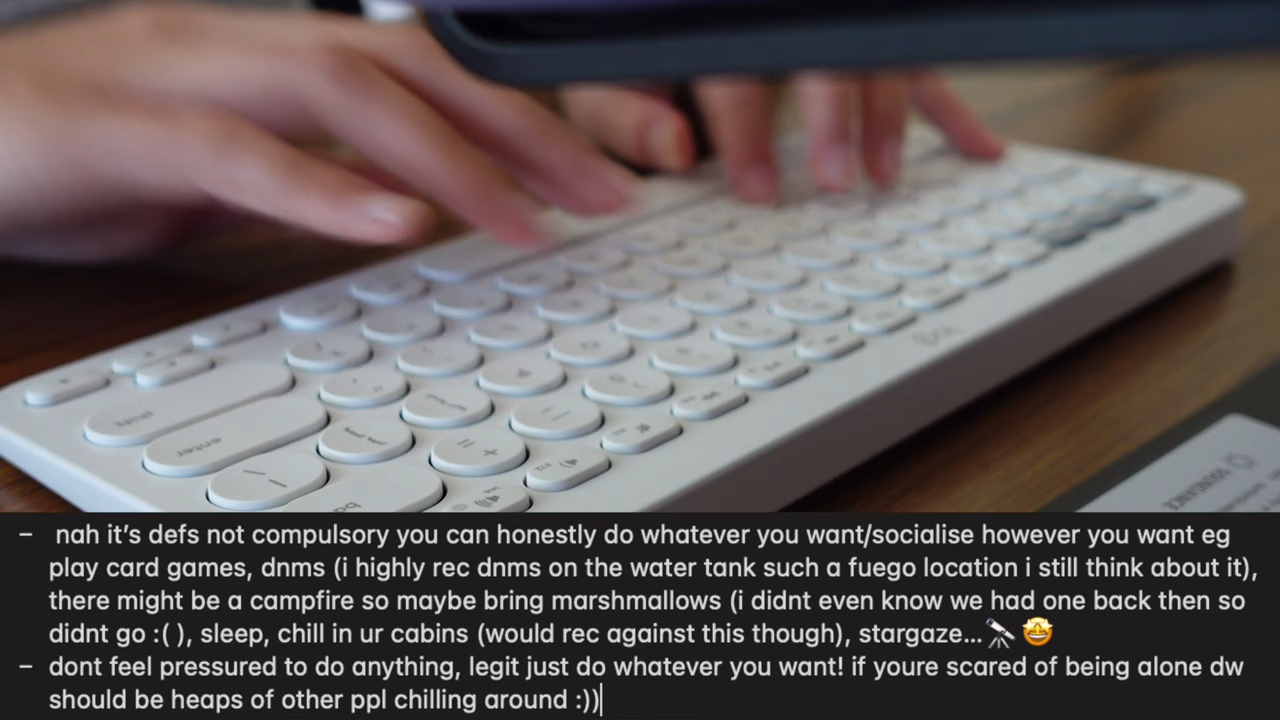 shift
enter
–  nah it's defs not compulsory you can honestly do whatever you want/socialise however you want eg
play card games, dnms (i highly rec dnms on the water tank such a fuego location i still think about it),
there might be a campfire so maybe bring marshmallows (i didnt even know we had one back then so
didnt go :( ), sleep, chill in ur cabins (would rec against this though), stargaze...🔭 🤩
–  dont feel pressured to do anything, legit just do whatever you want! if youre scared of being alone dw
should be heaps of other ppl chilling around :))